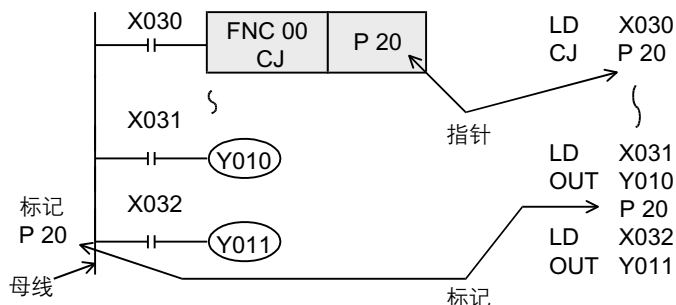 X030
FNC 00
CJ
P 20
X031
Y010
X032
Y011
标记
P 20
母线
指针
标记
LD X030
CJ P 20
LD X031
OUT Y010
P 20
LD X032
OUT Y011